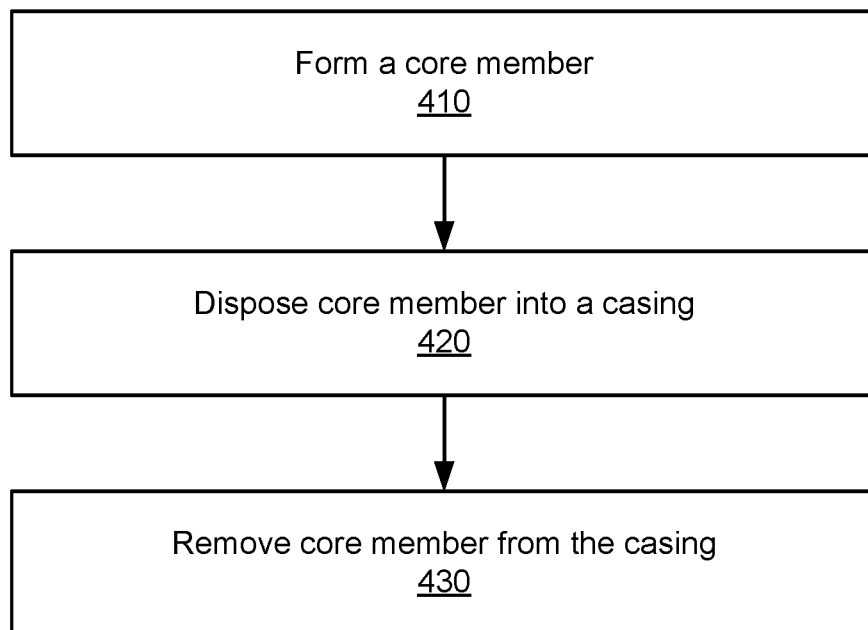 Form a core member
410
Dispose core member into a casing
420
Remove core member from the casing
430